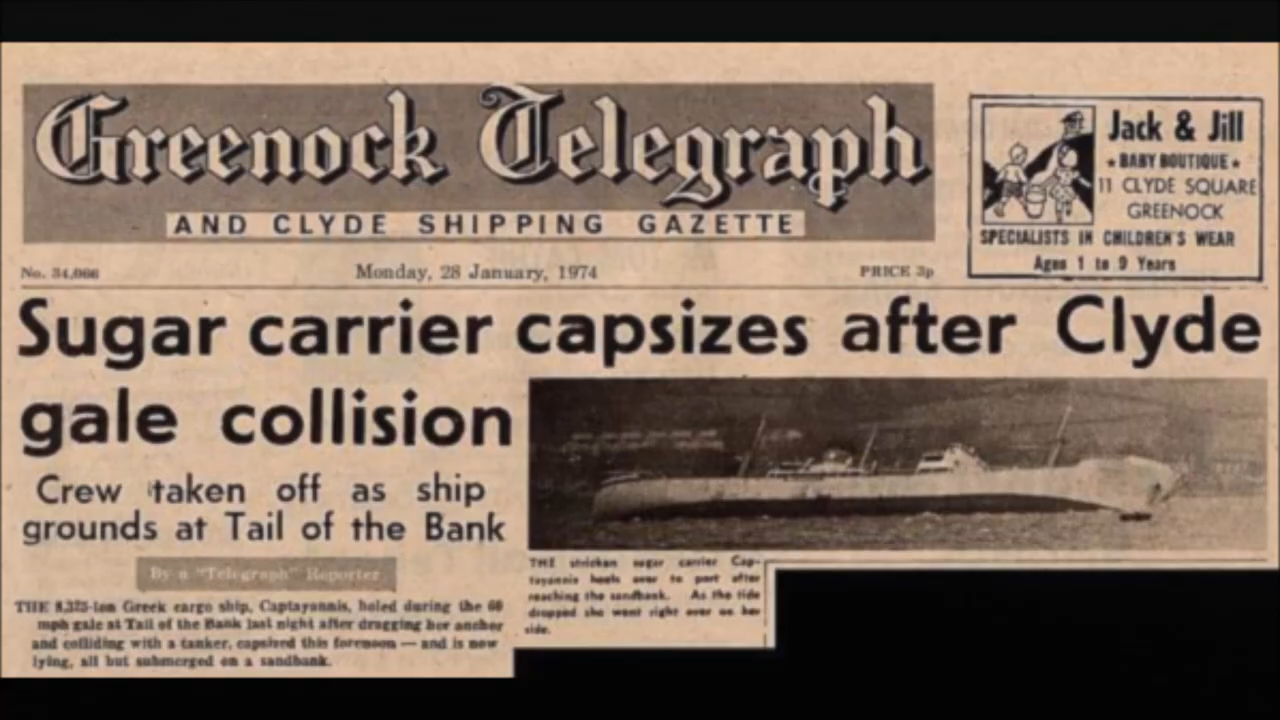 Greenock Telegraph
AND CLYDE SHIPPING GAZETTE
No. 34,066
Monday, 28 January, 1974
PRICE 3p
Jack & Jill
★ BABY BOUTIQUE ★
11 CLYDE SQUARE
GREENOCK
SPECIALISTS IN CHILDREN'S WEAR
Ages 1 to 9 Years
Sugar carrier capsizes after Clyde
gale collision
Crew taken off as ship
grounds at Tail of the Bank
By a "Telegraph" Reporter
THE 8,325-ton Greek cargo ship, Captayannis, holed during the 60
mph gale at Tail of the Bank last night after dragging her anchor
and colliding with a tanker, capsized this forenoon — and is now
lying, all but submerged on a sandbank.
THE stricken sugar carrier Cap-
tayannis heels over to port after
reaching the sandbank. As the tide
dropped she went right over on her
side.